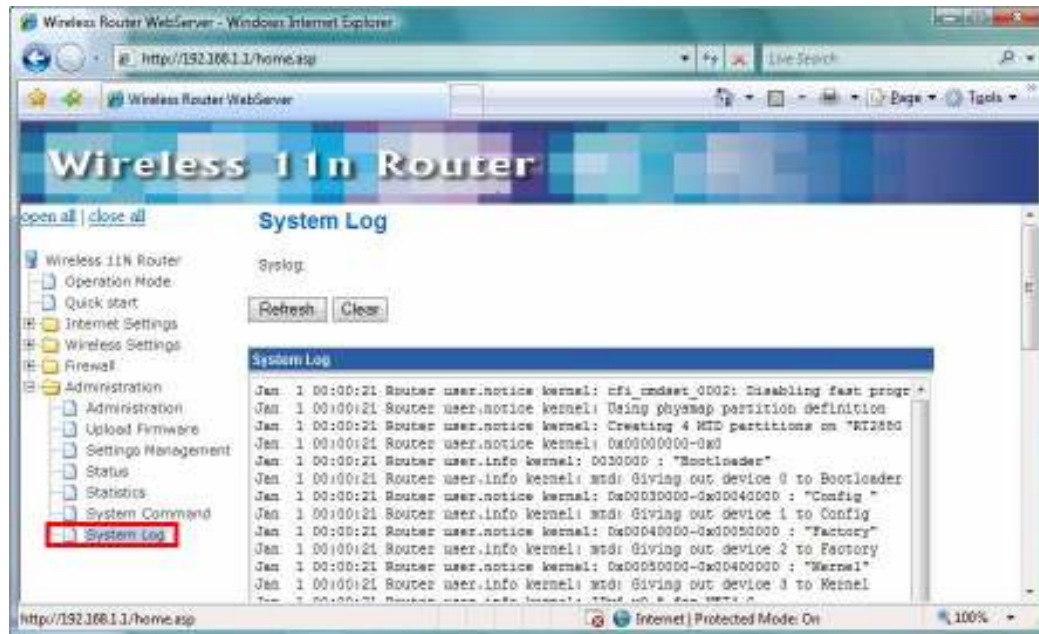 Wireless Router WebServer - Windows Internet Explorer
http://192.168.1.1/home.asp
Live Search
Wireless Router WebServer
Page
Tools
Wireless 11n Router
open all | close all
Wireless 11N Router
Operation Mode
Quick start
Internet Settings
Wireless Settings
Firewall
Administration
Administration
Upload Firmware
Settings Management
Status
Statistics
System Command
System Log
System Log
Syslog:
Refresh Clear
System Log
Jan 1 00:00:21 Router user.notice kernel: cfi_cmdset_0002: Disabling fast progr
Jan 1 00:00:21 Router user.notice kernel: Using physmap partition definition
Jan 1 00:00:21 Router user.notice kernel: Creating 4 MTD partitions on "RT2880
Jan 1 00:00:21 Router user.notice kernel: 0x00000000-0x0
Jan 1 00:00:21 Router user.info kernel: 0030000 : "Bootloader"
Jan 1 00:00:21 Router user.info kernel: mtd: Giving out device 0 to Bootloader
Jan 1 00:00:21 Router user.notice kernel: 0x00030000-0x00040000 : "Config "
Jan 1 00:00:21 Router user.info kernel: mtd: Giving out device 1 to Config
Jan 1 00:00:21 Router user.notice kernel: 0x00040000-0x00050000 : "Factory"
Jan 1 00:00:21 Router user.info kernel: mtd: Giving out device 2 to Factory
Jan 1 00:00:21 Router user.notice kernel: 0x00050000-0x00400000 : "Kernel"
Jan 1 00:00:21 Router user.info kernel: mtd: Giving out device 3 to Kernel
http://192.168.1.1/home.asp
Internet | Protected Mode: On
100%